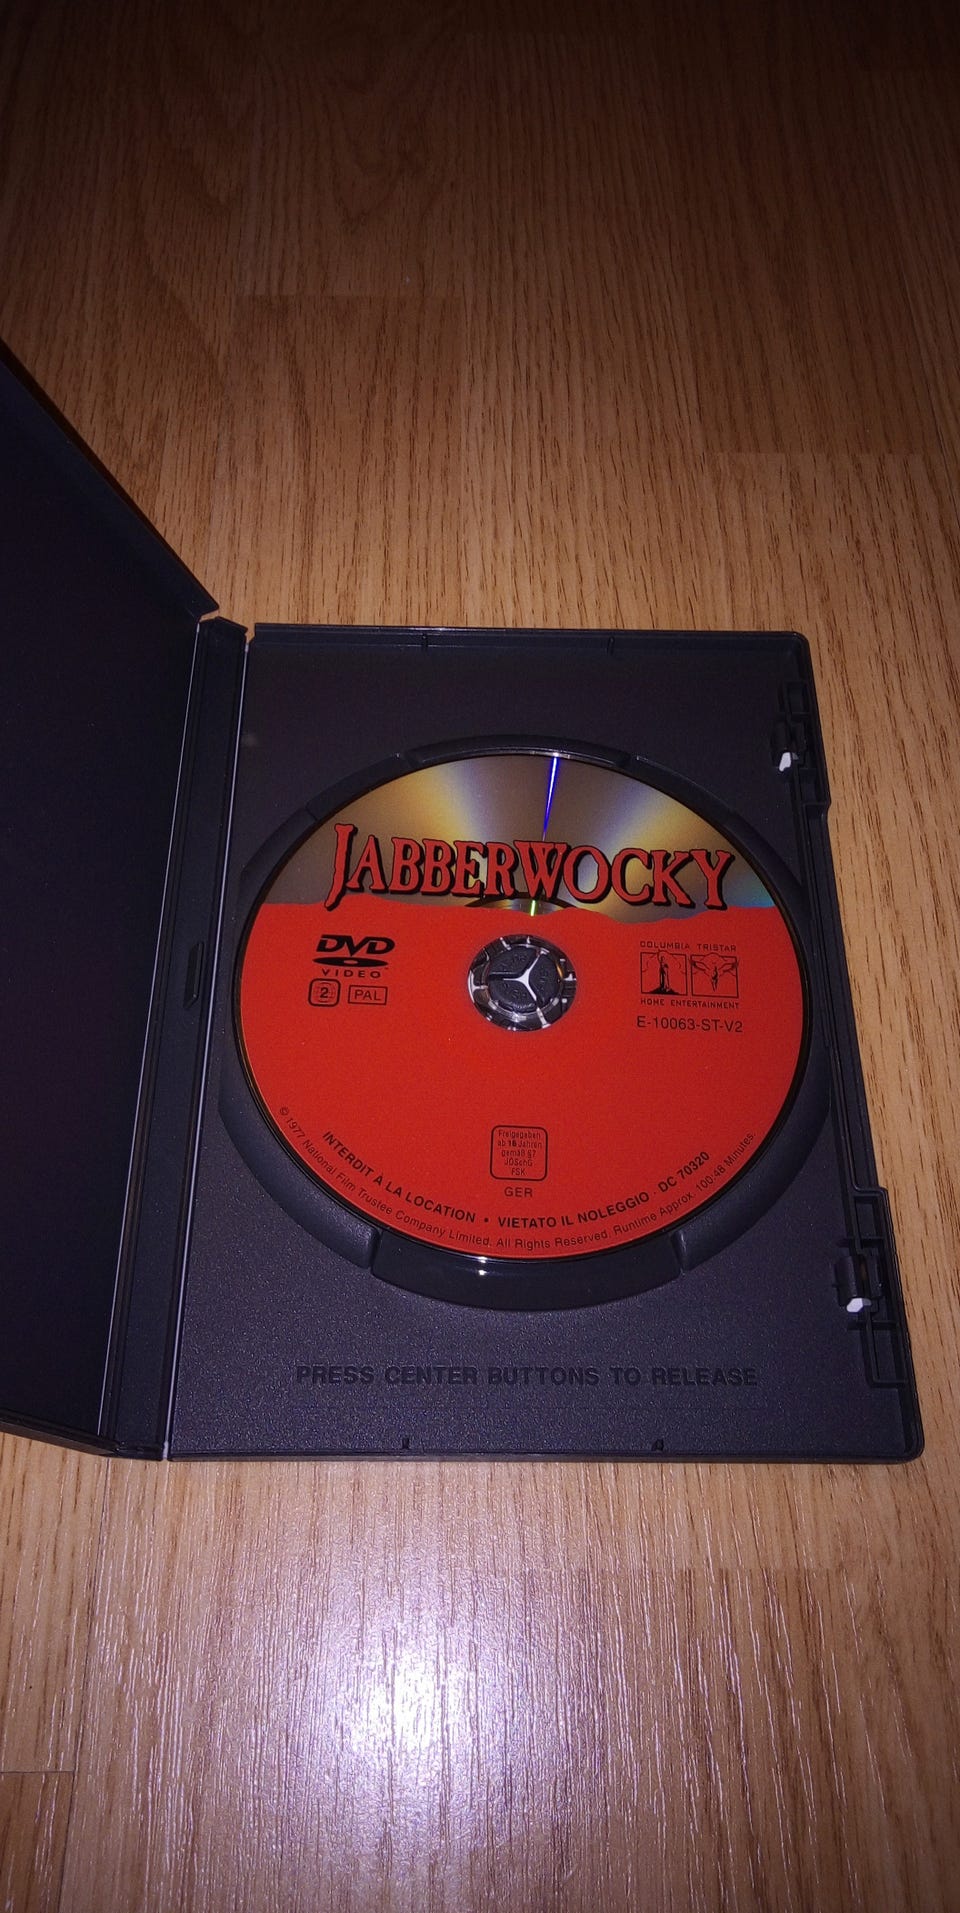 JABBERWOCKY
DVD
VIDEO
2 PAL
COLUMBIA TRISTAR
HOME ENTERTAINMENT
E-10063-ST-V2
Freigegeben
ab 16 Jahren
gemäß §7
JÖSchG
FSK
GER
INTERDIT À LA LOCATION • VIETATO IL NOLEGGIO · DC 70320
© 1977 National Film Trustee Company Limited. All Rights Reserved. Runtime Approx. 100:48 Minutes.
PRESS CENTER BUTTONS TO RELEASE